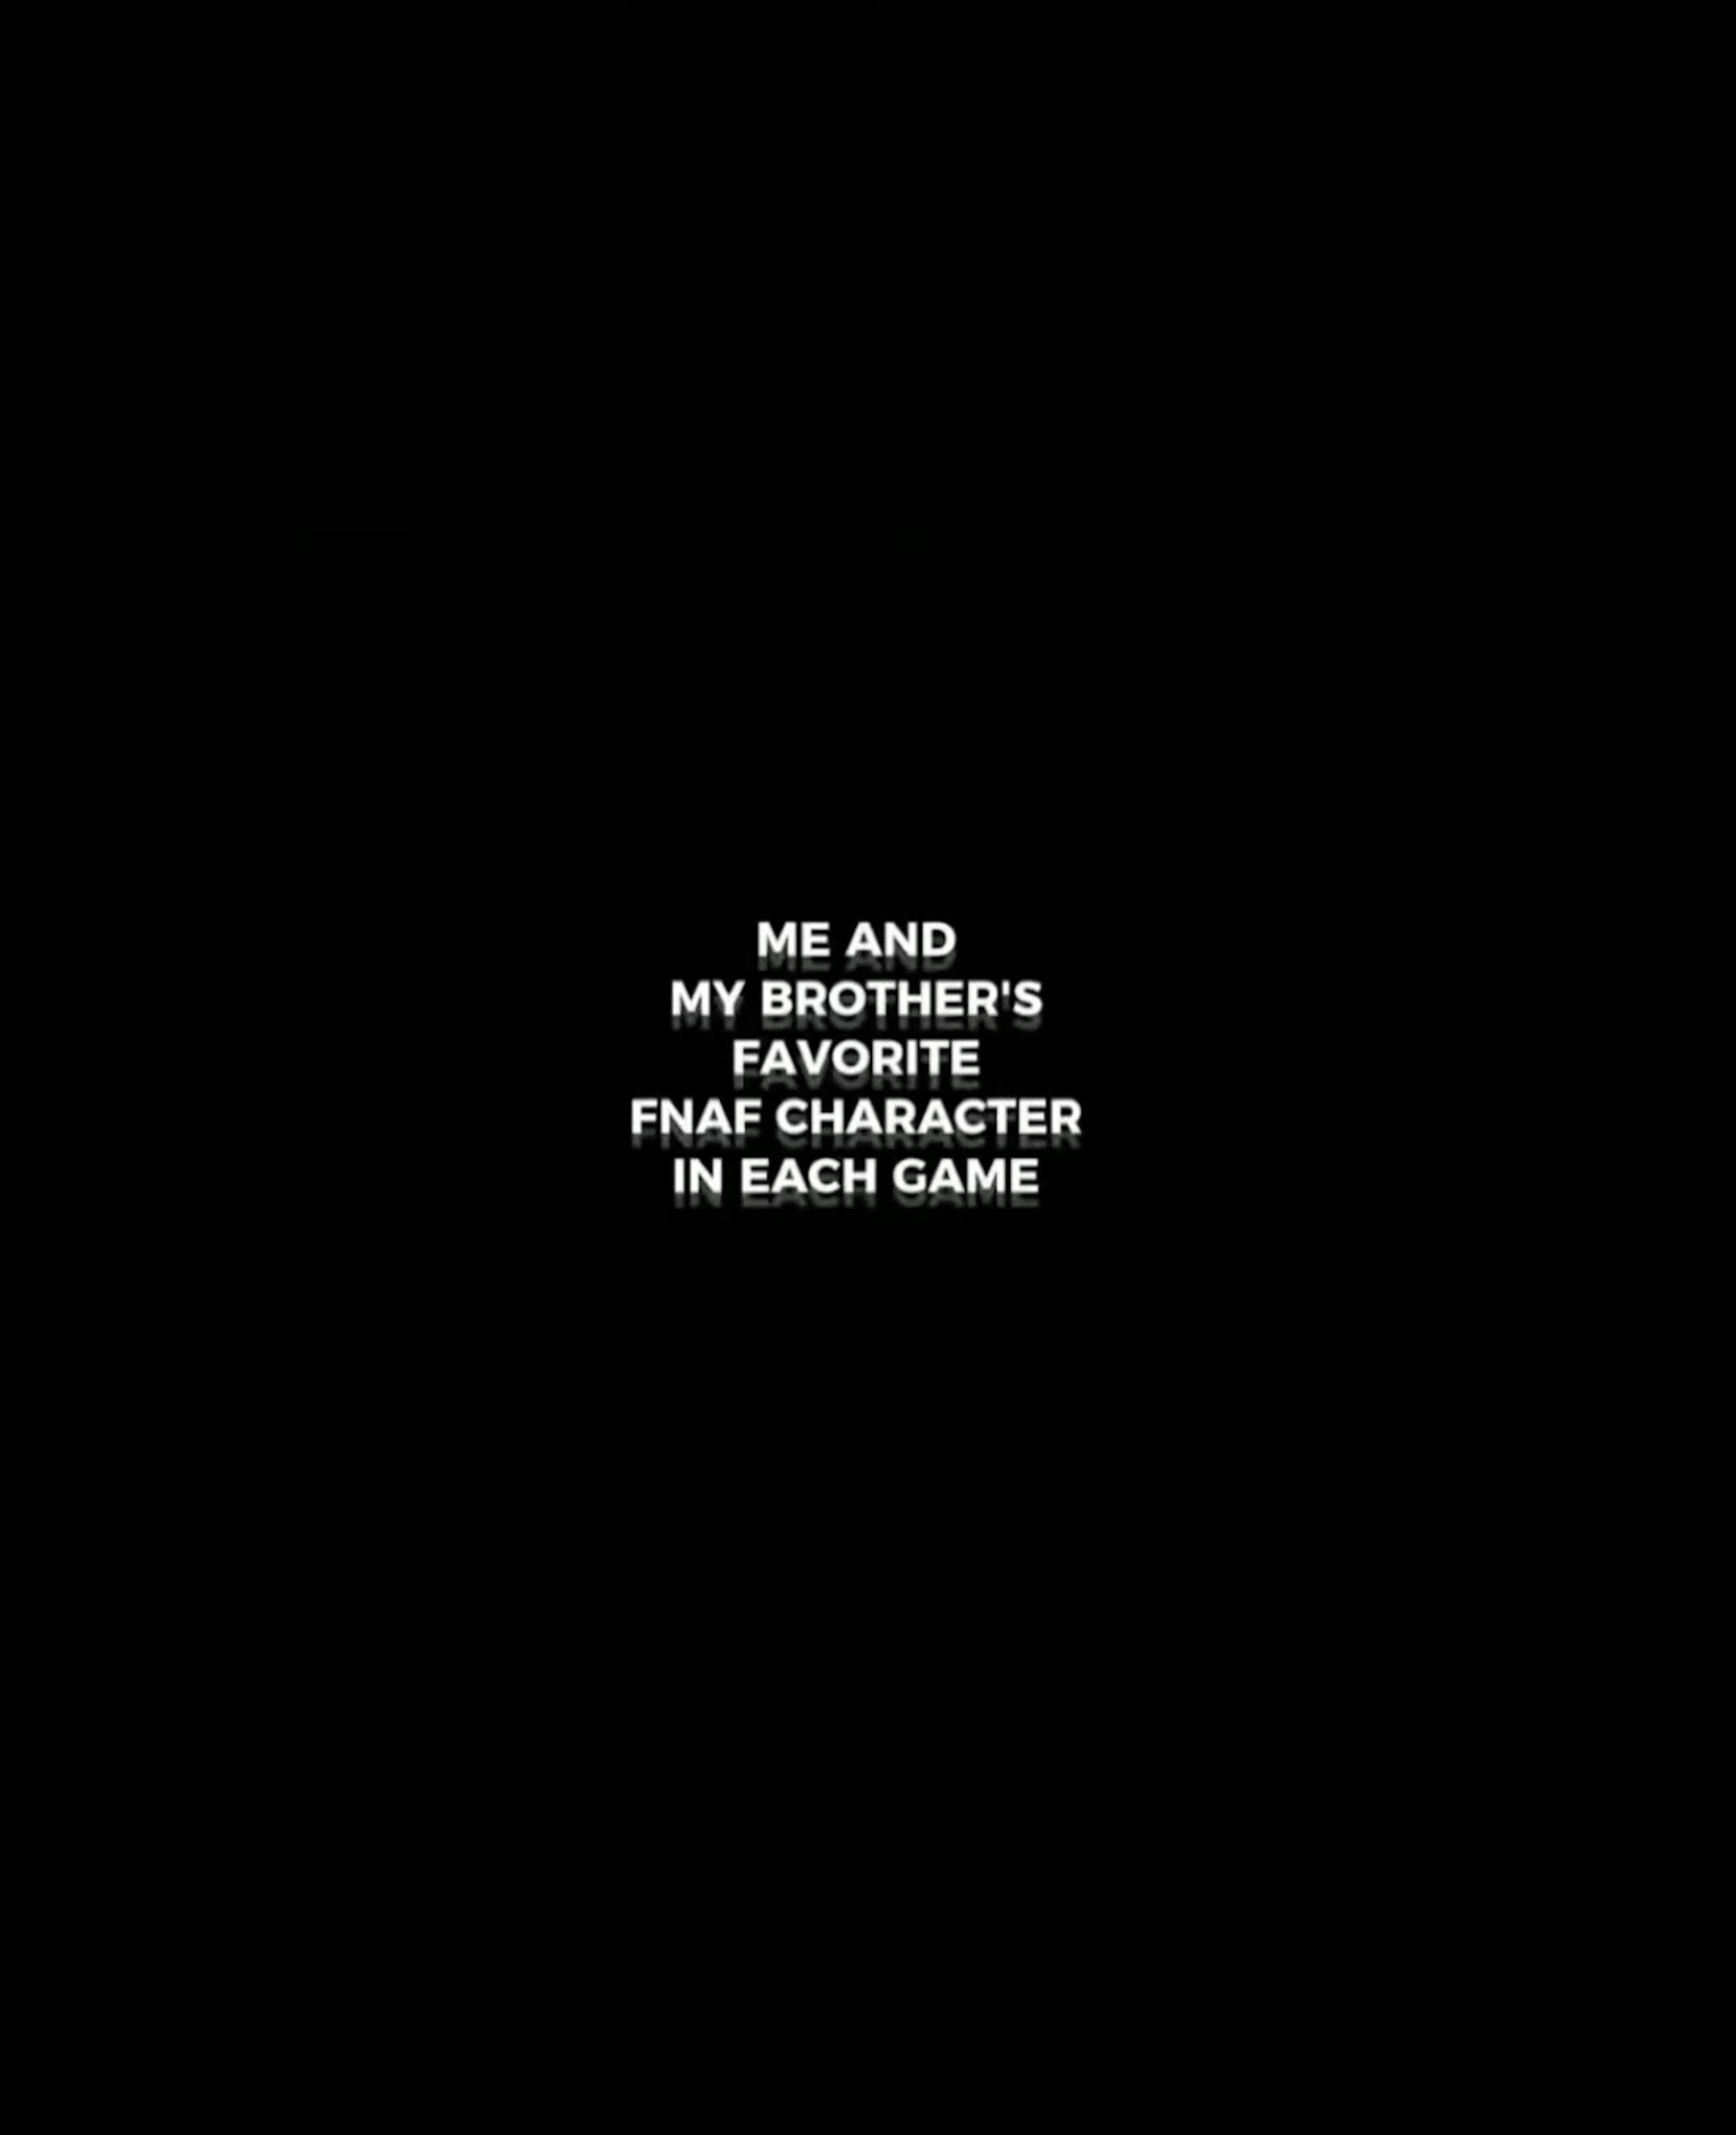 ME AND
MY BROTHER'S
FAVORITE
FNAF CHARACTER
IN EACH GAME